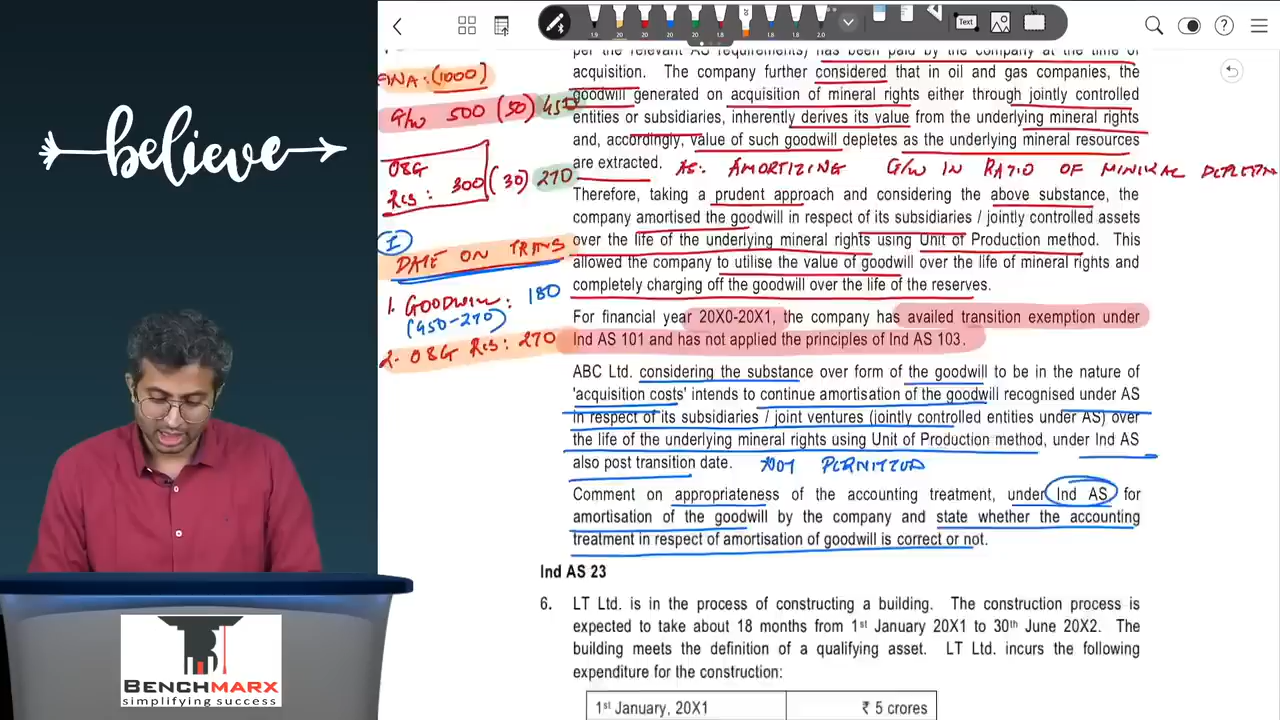 believe
BENCHMARX
simplifying success
1.9 20 20 20 20 1.8 1.8 1.8 2.0
Text
per the relevant AS requirements) has been paid by the company at the time of
acquisition. The company further considered that in oil and gas companies, the
goodwill generated on acquisition of mineral rights either through jointly controlled
entities or subsidiaries, inherently derives its value from the underlying mineral rights
and, accordingly, value of such goodwill depletes as the underlying mineral resources
are extracted.
AS: AMORTIZING G/W IN RATIO OF MINERAL DEPLETION
Therefore, taking a prudent approach and considering the above substance, the
company amortised the goodwill in respect of its subsidiaries / jointly controlled assets
over the life of the underlying mineral rights using Unit of Production method. This
allowed the company to utilise the value of goodwill over the life of mineral rights and
completely charging off the goodwill over the life of the reserves.
For financial year 20X0-20X1, the company has availed transition exemption under
Ind AS 101 and has not applied the principles of Ind AS 103.
ABC Ltd. considering the substance over form of the goodwill to be in the nature of
'acquisition costs' intends to continue amortisation of the goodwill recognised under AS
in respect of its subsidiaries / joint ventures (jointly controlled entities under AS) over
the life of the underlying mineral rights using Unit of Production method, under Ind AS
also post transition date.
NOT PERMITTED
Comment on appropriateness of the accounting treatment, under Ind AS for
amortisation of the goodwill by the company and state whether the accounting
treatment in respect of amortisation of goodwill is correct or not.
Ind AS 23
6. LT Ltd. is in the process of constructing a building. The construction process is
expected to take about 18 months from 1st January 20X1 to 30th June 20X2. The
building meets the definition of a qualifying asset. LT Ltd. incurs the following
expenditure for the construction:
1st January, 20X1 ₹ 5 crores
(1000)
G/W 500 (50) 450
O&G
Res: 300 (30) 270
I
DATE ON TRANS
1. GOODWILL: 180
(450-270)
2. O&G Res: 270